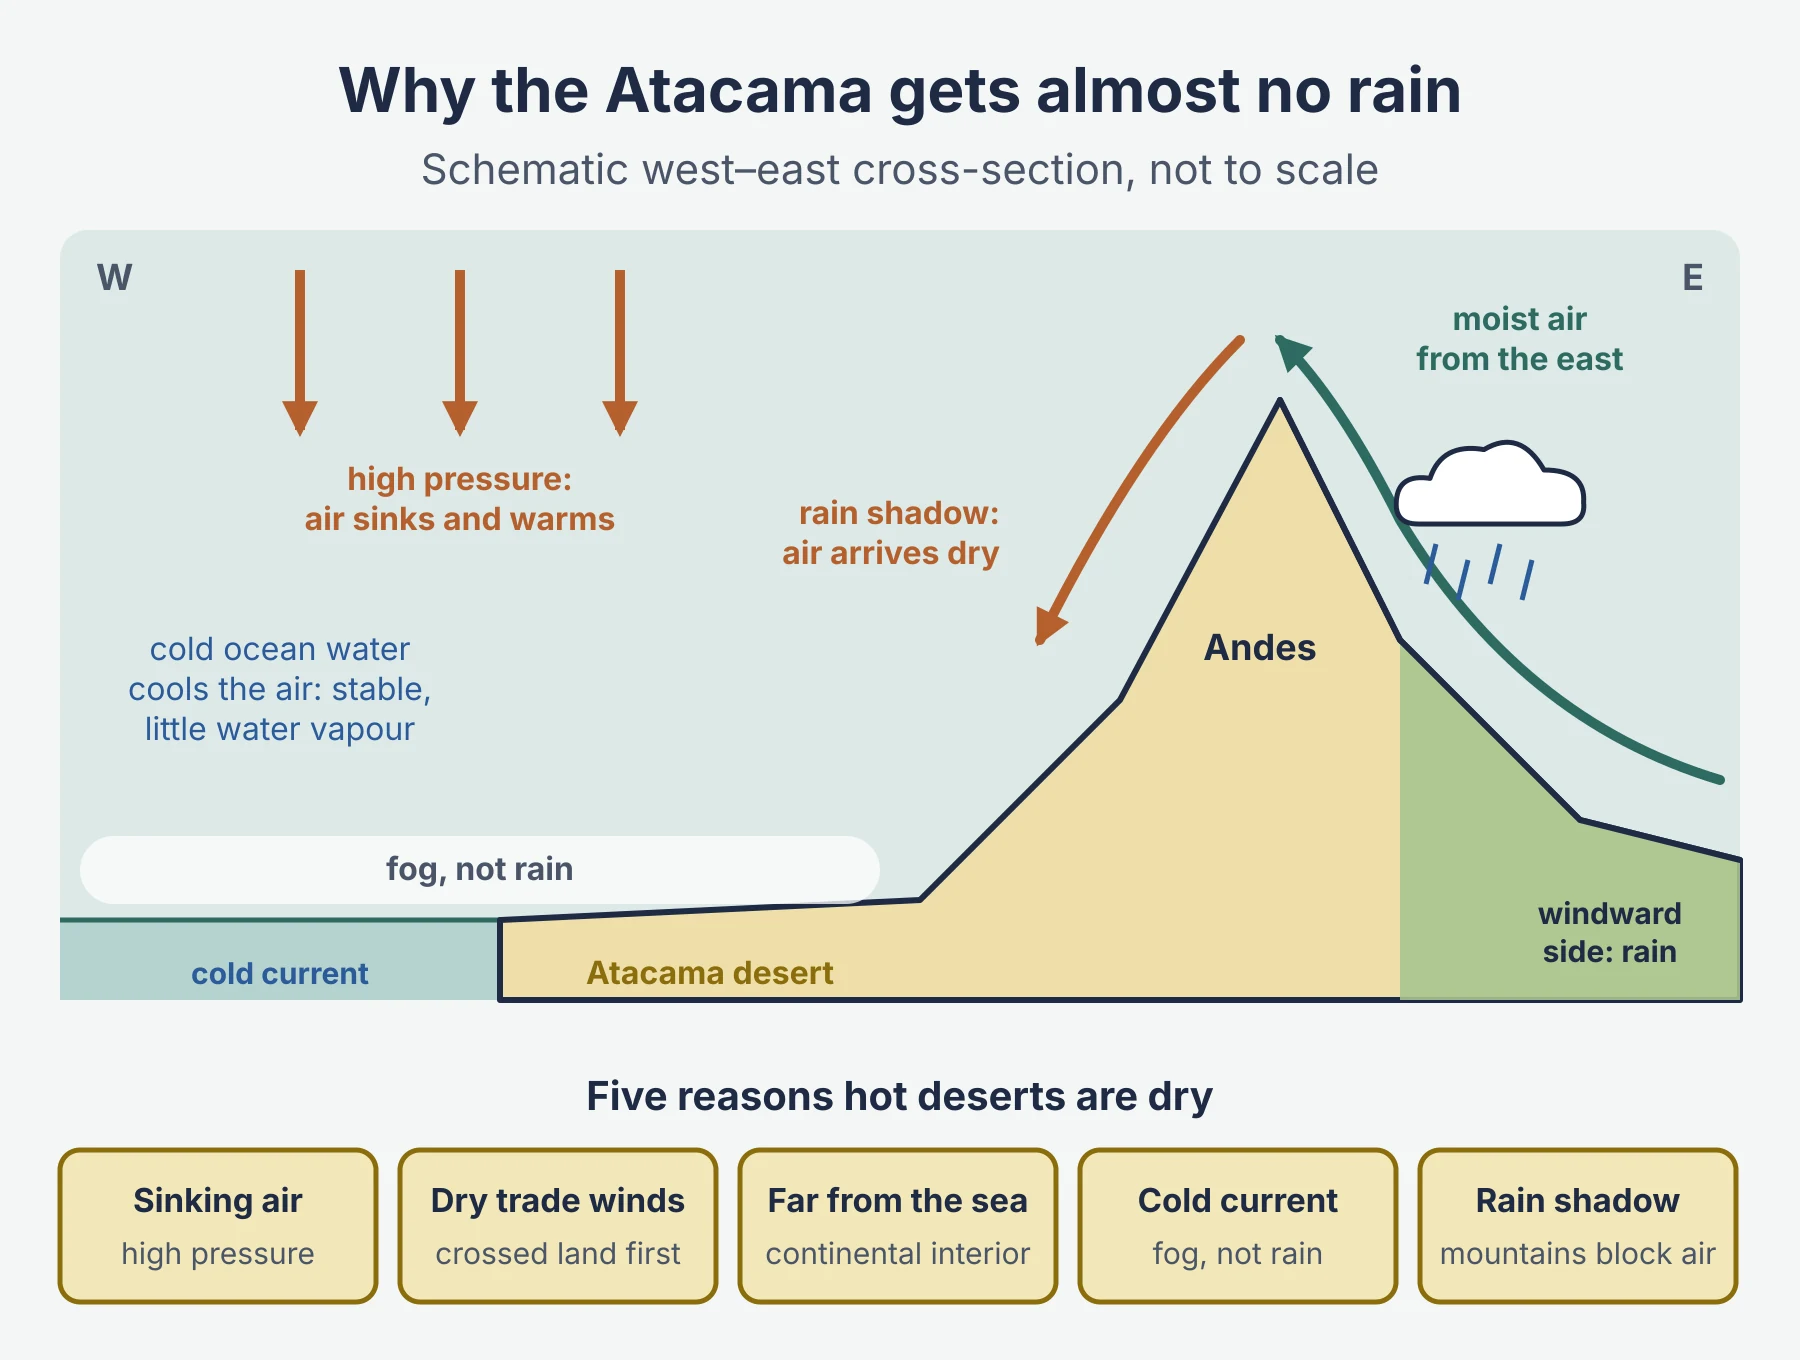 Why the Atacama gets almost no rain
Schematic west–east cross-section, not to scale
W
E
moist air
from the east
high pressure:
air sinks and warms
rain shadow:
air arrives dry
Andes
cold ocean water
cools the air: stable,
little water vapour
fog, not rain
windward
side: rain
cold current
Atacama desert
Five reasons hot deserts are dry
Sinking air
high pressure
Dry trade winds
crossed land first
Far from the sea
continental interior
Cold current
fog, not rain
Rain shadow
mountains block air